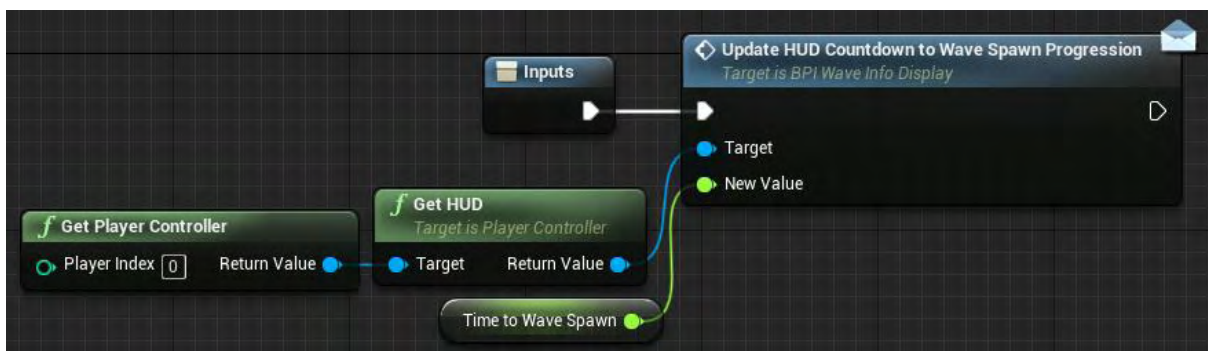 Inputs
Update HUD Countdown to Wave Spawn Progression
Target is BPI Wave Info Display
Target
New Value
f Get HUD
Target is Player Controller
Target Return Value
f Get Player Controller
Player Index 0 Return Value
Time to Wave Spawn